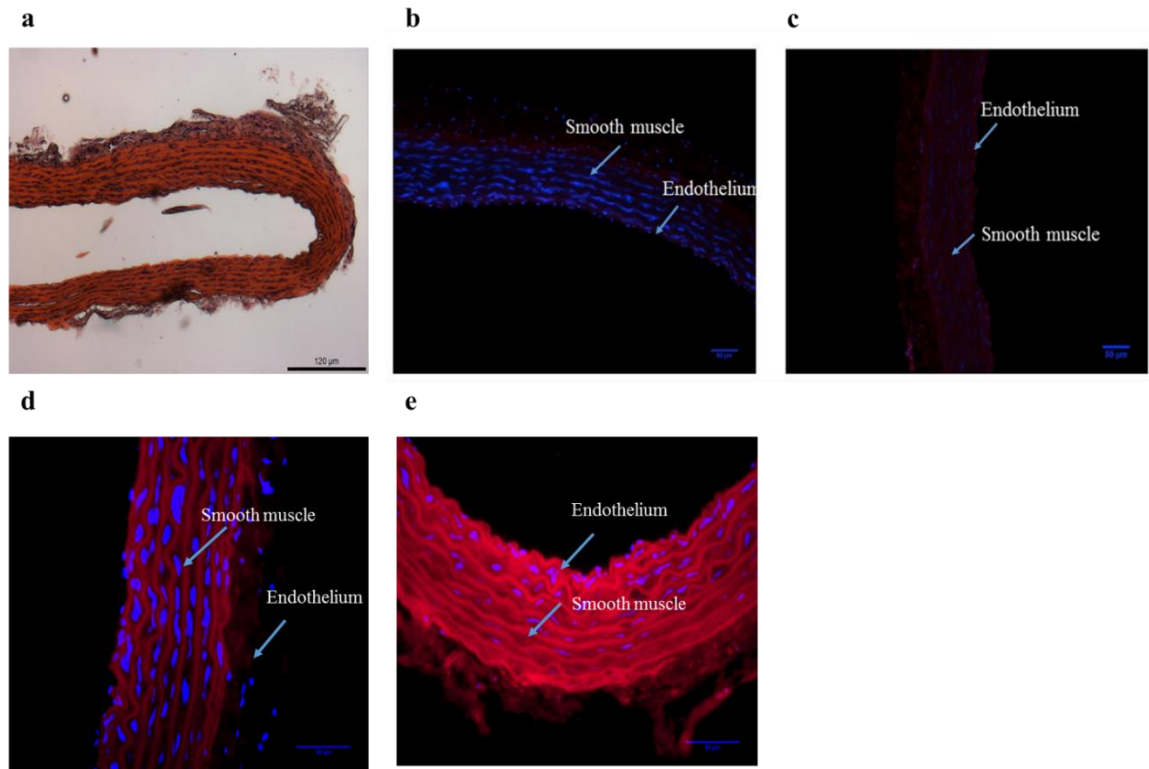 a
b
c
120 µm
Smooth muscle
Endothelium
Endothelium
Smooth muscle
50 µm
d
e
Smooth muscle
Endothelium
Endothelium
Smooth muscle